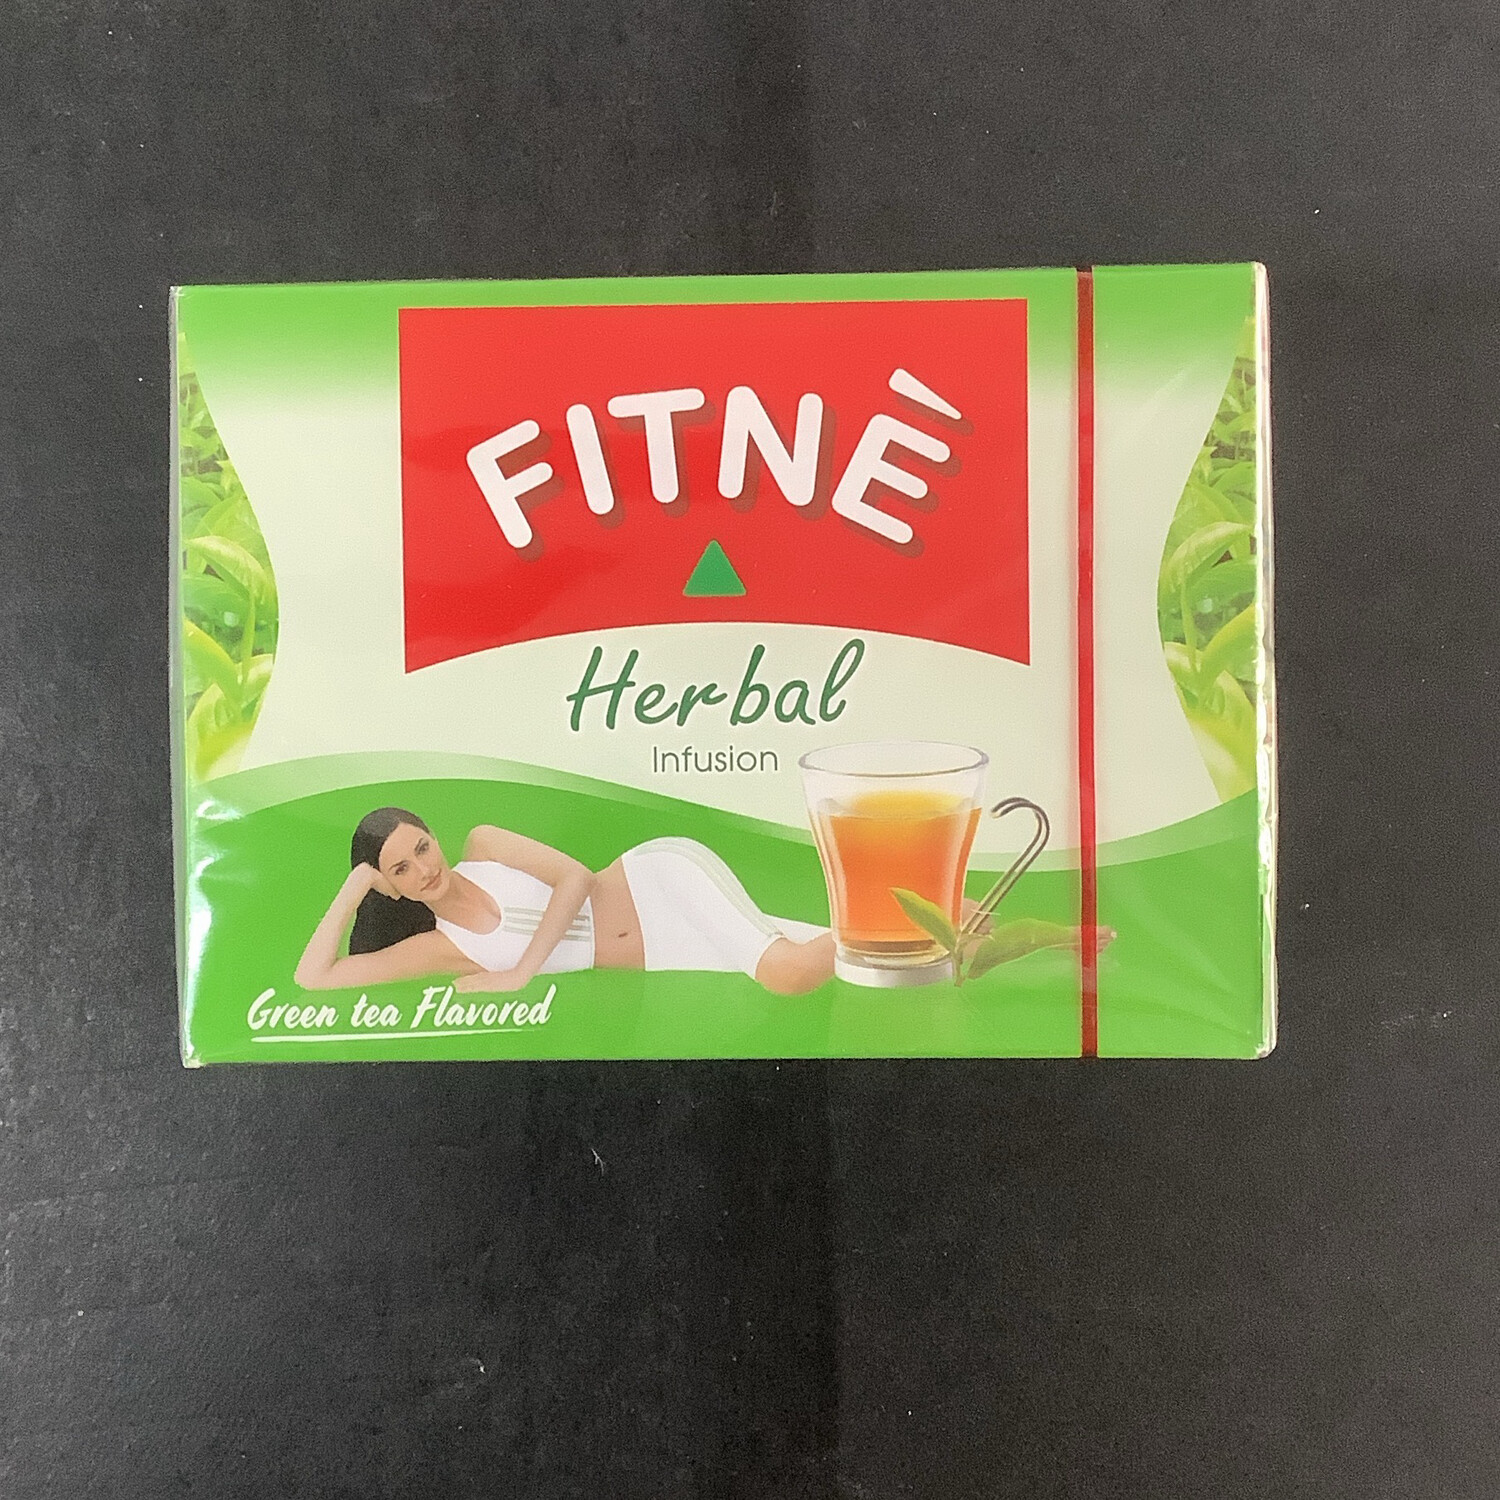 FITNÈ
Herbal
Infusion
Green tea Flavored